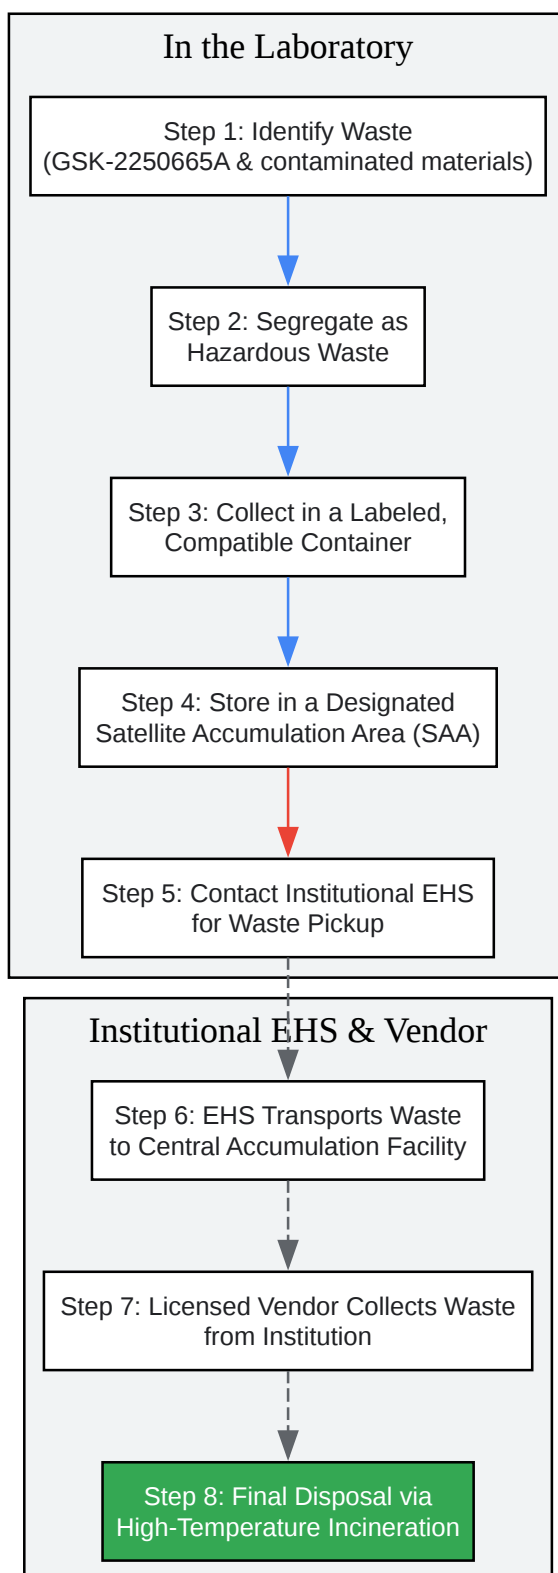 In the Laboratory
Step 1: Identify Waste
(GSK-2250665A & contaminated materials)
Step 2: Segregate as
Hazardous Waste
Step 3: Collect in a Labeled,
Compatible Container
Step 4: Store in a Designated
Satellite Accumulation Area (SAA)
Step 5: Contact Institutional EHS
for Waste Pickup
Institutional EHS & Vendor
Step 6: EHS Transports Waste
to Central Accumulation Facility
Step 7: Licensed Vendor Collects Waste
from Institution
Step 8: Final Disposal via
High-Temperature Incineration